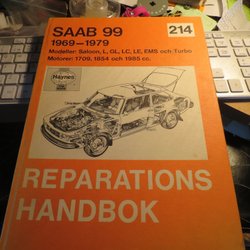 SAAB 99
214
1969–1979
Modeller: Saloon, L, GL, LC, LE, EMS och Turbo
Motorer: 1709, 1854 och 1985 cc.
Haynes
REPARATIONS
HANDBOK